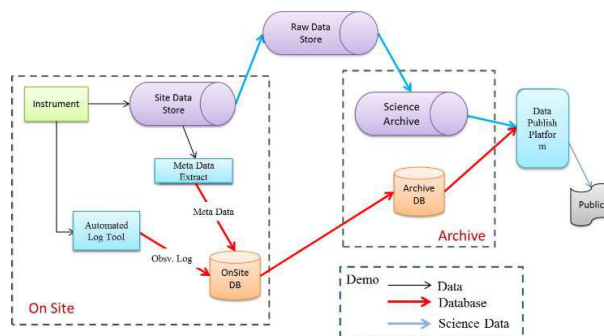 Raw Data
Store
Instrument
Site Data
Store
Science
Archive
Data
Publish
Platfor
m
Meta Data
Extract
Archive
DB
Public
Meta Data
Automated
Log Tool
Obsv. Log
OnSite
DB
Archive
On Site
Demo
Data
Database
Science Data